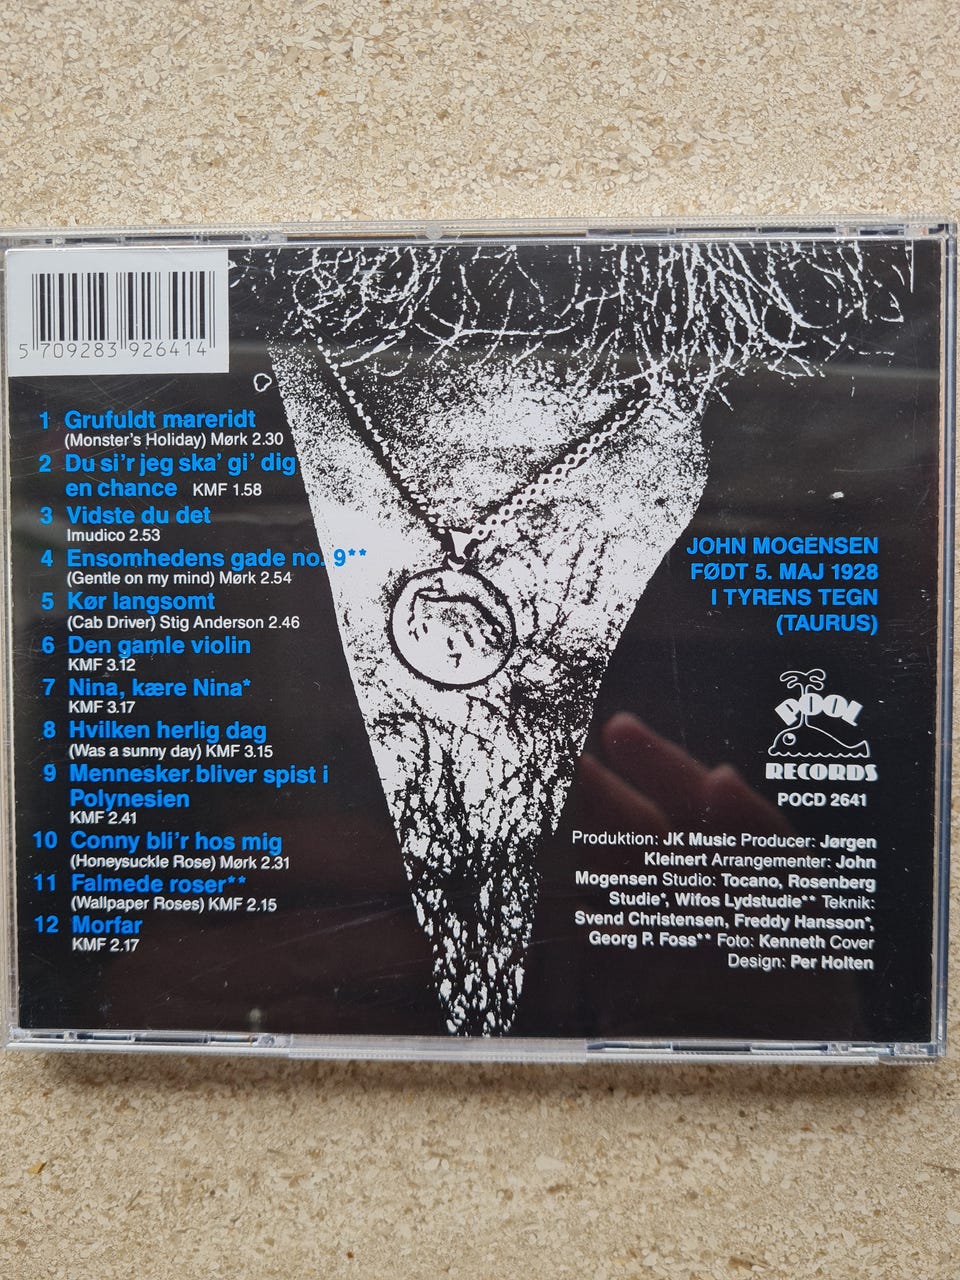 5 709283 926414
1 Grufuldt mareridt
(Monster's Holiday) Mørk 2.30
2 Du si'r jeg ska' gi' dig
en chance KMF 1.58
3 Vidste du det
Imudico 2.53
4 Ensomhedens gade no. 9**
(Gentle on my mind) Mørk 2.54
5 Kør langsomt
(Cab Driver) Stig Anderson 2.46
6 Den gamle violin
KMF 3.12
7 Nina, kære Nina*
KMF 3.17
8 Hvilken herlig dag
(Was a sunny day) KMF 3.15
9 Mennesker bliver spist i
Polynesien
KMF 2.41
10 Conny bli'r hos mig
(Honeysuckle Rose) Mørk 2.31
11 Falmede roser**
(Wallpaper Roses) KMF 2.15
12 Morfar
KMF 2.17
JOHN MOGENSEN
FØDT 5. MAJ 1928
I TYRENS TEGN
(TAURUS)
POOL
RECORDS
POCD 2641
Produktion: JK Music Producer: Jørgen
Kleinert Arrangementer: John
Mogensen Studio: Tocano, Rosenberg
Studie*, Wifos Lydstudie** Teknik:
Svend Christensen, Freddy Hansson*,
Georg P. Foss** Foto: Kenneth Cover
Design: Per Holten